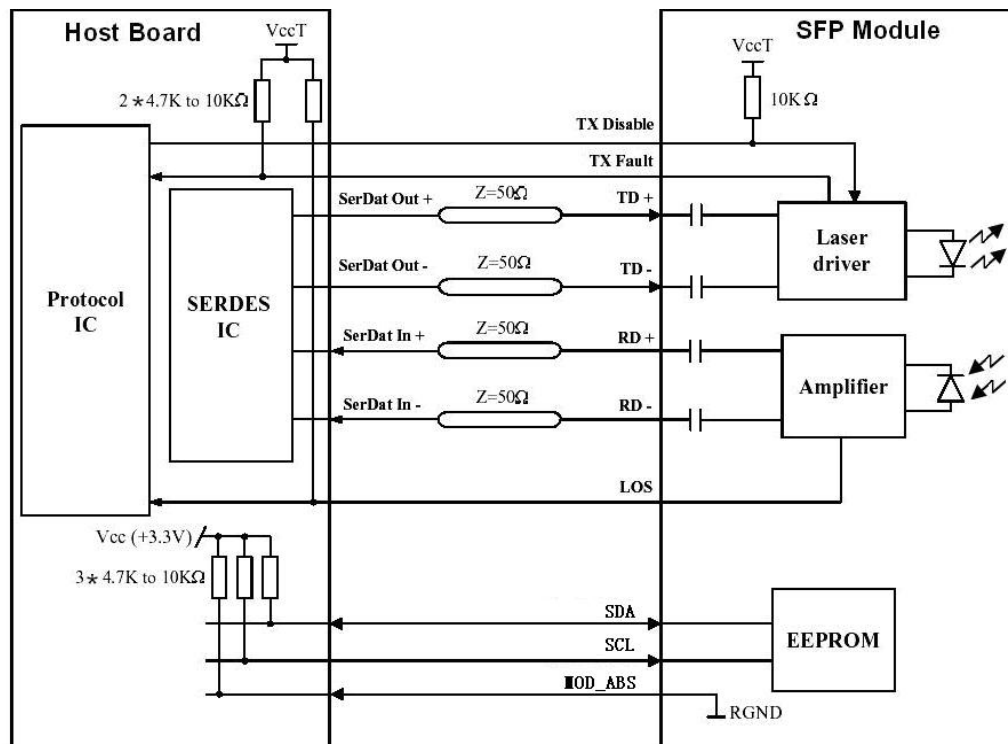 Host Board
SFP Module
VccT
VccT
2*4.7K to 10KΩ
10KΩ
TX Disable
TX Fault
SerDat Out +
Z=50Ω
TD +
SerDat Out -
Z=50Ω
TD -
Laser
driver
Protocol
IC
SERDES
IC
SerDat In +
Z=50Ω
RD +
SerDat In -
Z=50Ω
RD -
Amplifier
LOS
Vcc (+3.3V)
3*4.7K to 10KΩ
SDA
SCL
MOD_ABS
EEPROM
RGND